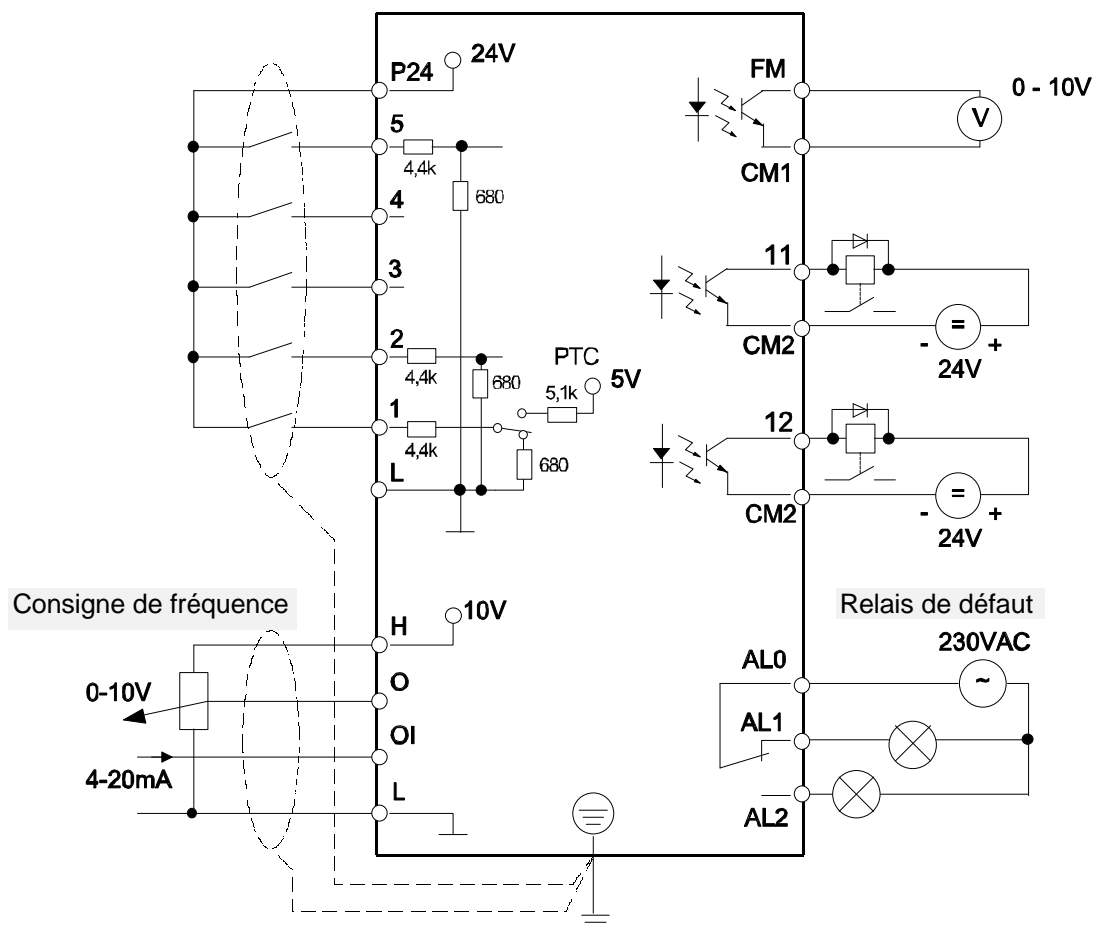 P24
24V
5
4,4k
680
4
3
2
4,4k
680
PTC
5V
5,1k
1
4,4k
680
L
FM
0 - 10V
V
CM1
11
CM2
=
- +
24V
12
CM2
=
- +
24V
Consigne de fréquence
H
10V
0-10V
O
OI
4-20mA
L
Relais de défaut
230VAC
AL0
~
AL1
AL2